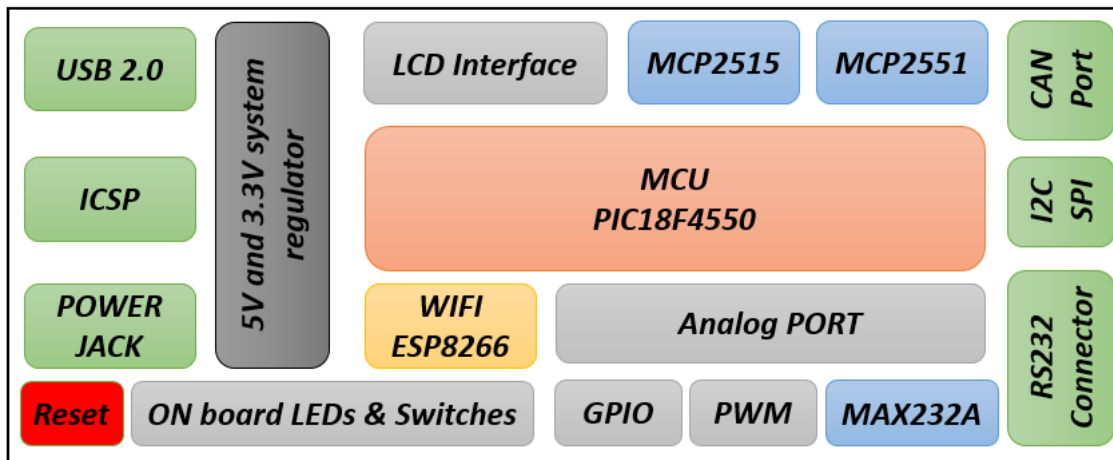 USB 2.0
ICSP
POWER
JACK
5V and 3.3V system
regulator
LCD Interface
MCP2515
MCP2551
MCU
PIC18F4550
WIFI
ESP8266
Analog PORT
CAN
Port
I2C
SPI
RS232
Connector
Reset
ON board LEDs & Switches
GPIO
PWM
MAX232A